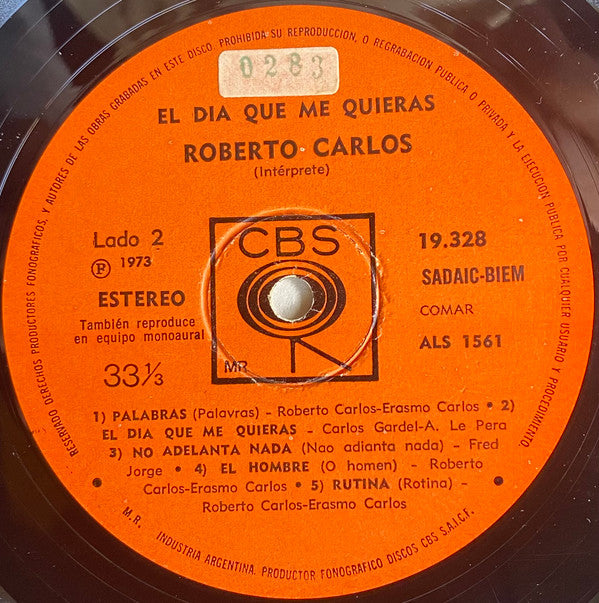 RESERVADO DERECHOS PRODUCTORES FONOGRAFICOS, Y AUTORES DE LAS OBRAS GRABADAS EN ESTE DISCO. PROHIBIDA SU REPRODUCCION, O REGRABACION PUBLICA O PRIVADA Y LA EJECUCION PUBLICA POR CUALQUIER USUARIO Y PROCEDIMIENTO
0283
EL DIA QUE ME QUIERAS
ROBERTO CARLOS
(Intérprete)
Lado 2
Ⓟ 1973
ESTEREO
También reproduce
en equipo monoaural
33⅓
CBS
MR
19.328
SADAIC-BIEM
COMAR
ALS 1561
1) PALABRAS (Palavras) - Roberto Carlos-Erasmo Carlos • 2)
EL DIA QUE ME QUIERAS - Carlos Gardel-A. Le Pera
3) NO ADELANTA NADA (Nao adianta nada) - Fred
Jorge • 4) EL HOMBRE (O homen) - Roberto
Carlos-Erasmo Carlos • 5) RUTINA (Rotina) -
Roberto Carlos-Erasmo Carlos
M.R. INDUSTRIA ARGENTINA. PRODUCTOR FONOGRAFICO DISCOS CBS S.A.I.C.F.